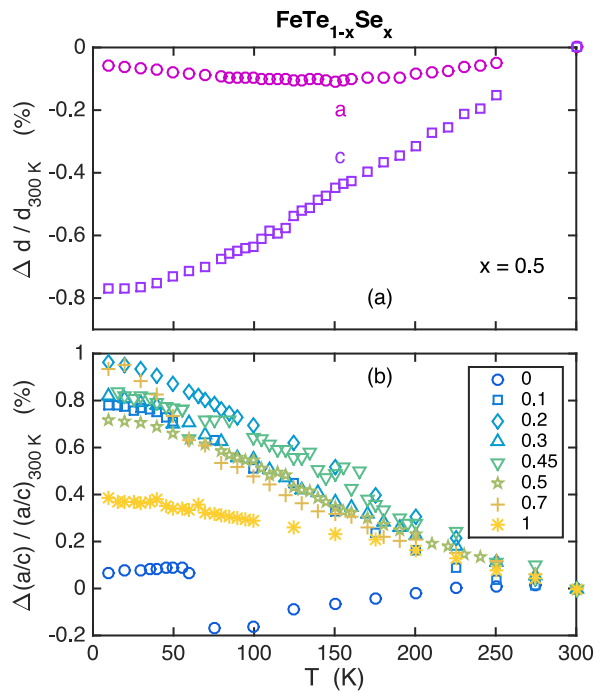 FeTe1-xSex
0
-0.2
-0.4
-0.6
-0.8
Δ d / d300 K (%)
a
c
x = 0.5
(a)
1
0.8
0.6
0.4
0.2
0
-0.2
Δ(a/c) / (a/c)300 K (%)
(b)
0
0.1
0.2
0.3
0.45
0.5
0.7
1
0 50 100 150 200 250 300
T (K)